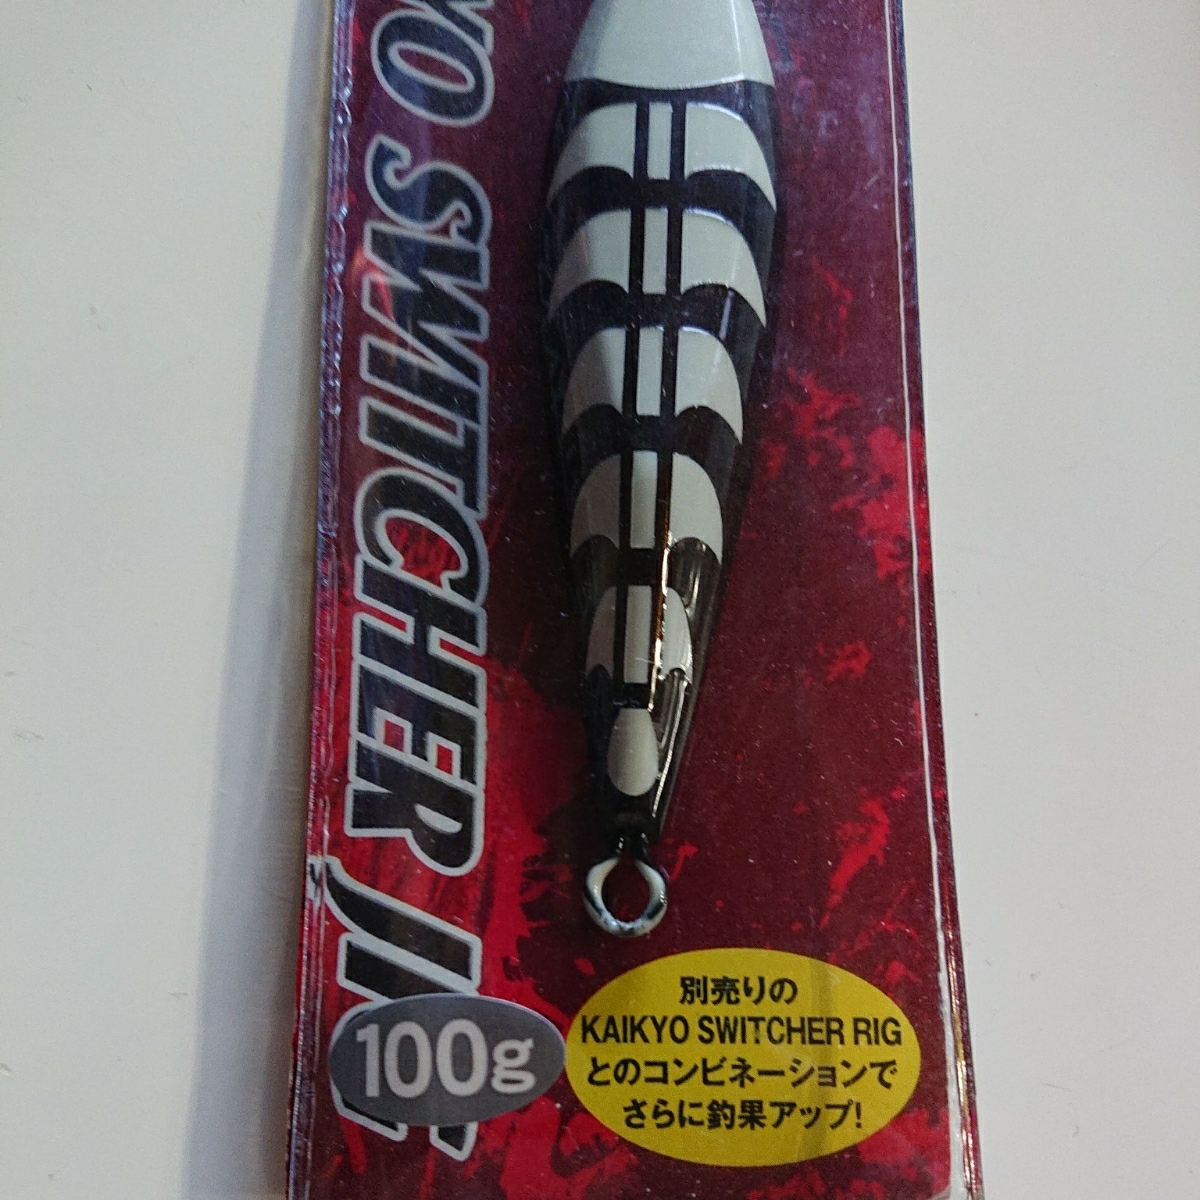 YO SWITCHER JIG
100g
別売りの
KAIKYO SWITCHER RIG
とのコンビネーションで
さらに釣果アップ!